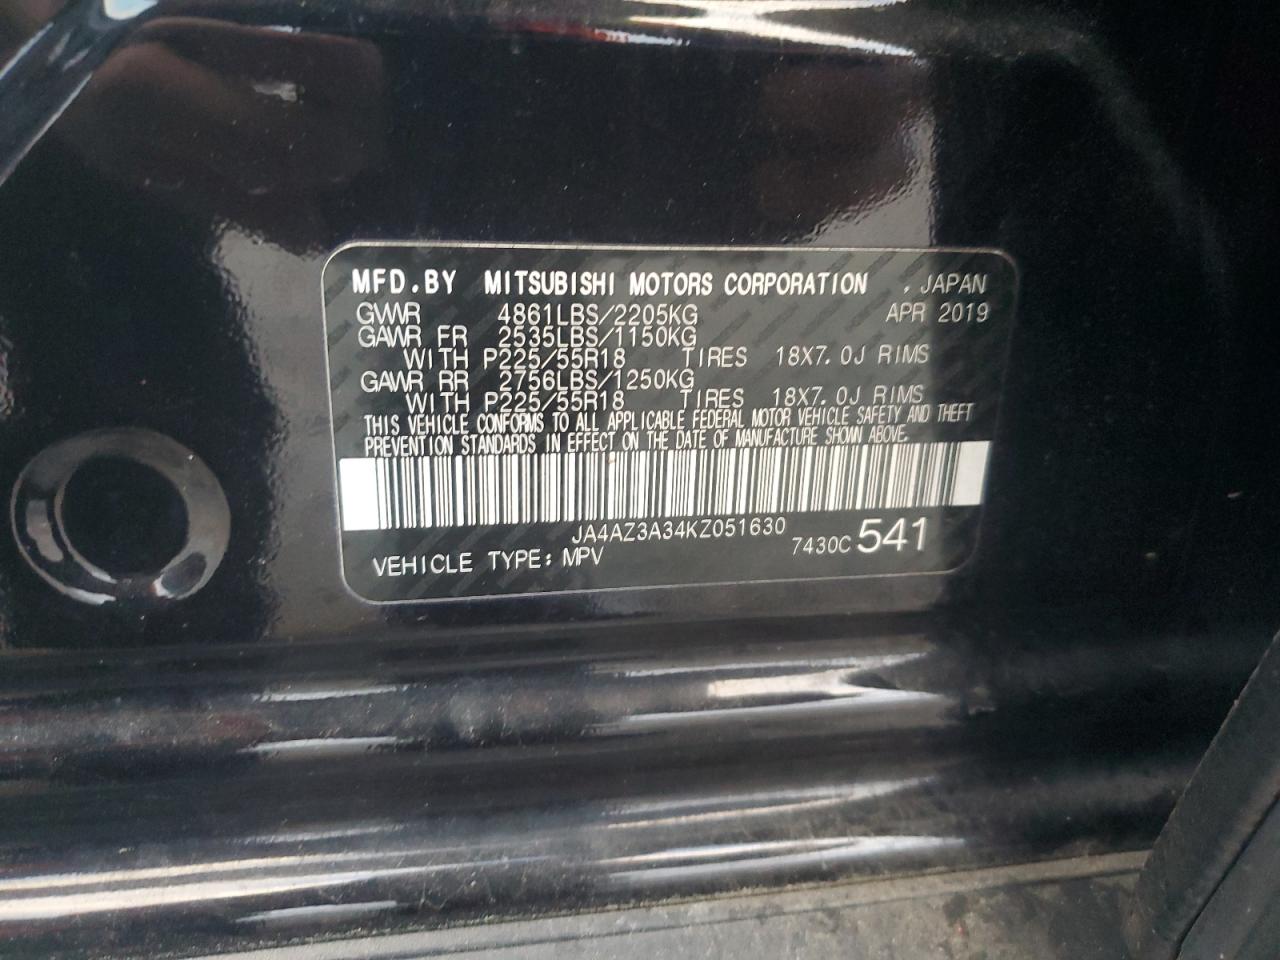 MFD.BY MITSUBISHI MOTORS CORPORATION , JAPAN
GVWR 4861LBS/2205KG APR 2019
GAWR FR 2535LBS/1150KG
WITH P225/55R18 TIRES 18X7.0J RIMS
GAWR RR 2756LBS/1250KG
WITH P225/55R18 TIRES 18X7.0J RIMS
THIS VEHICLE CONFORMS TO ALL APPLICABLE FEDERAL MOTOR VEHICLE SAFETY AND THEFT
PREVENTION STANDARDS IN EFFECT ON THE DATE OF MANUFACTURE SHOWN ABOVE.
JA4AZ3A34KZ051630
VEHICLE TYPE: MPV 7430C 541